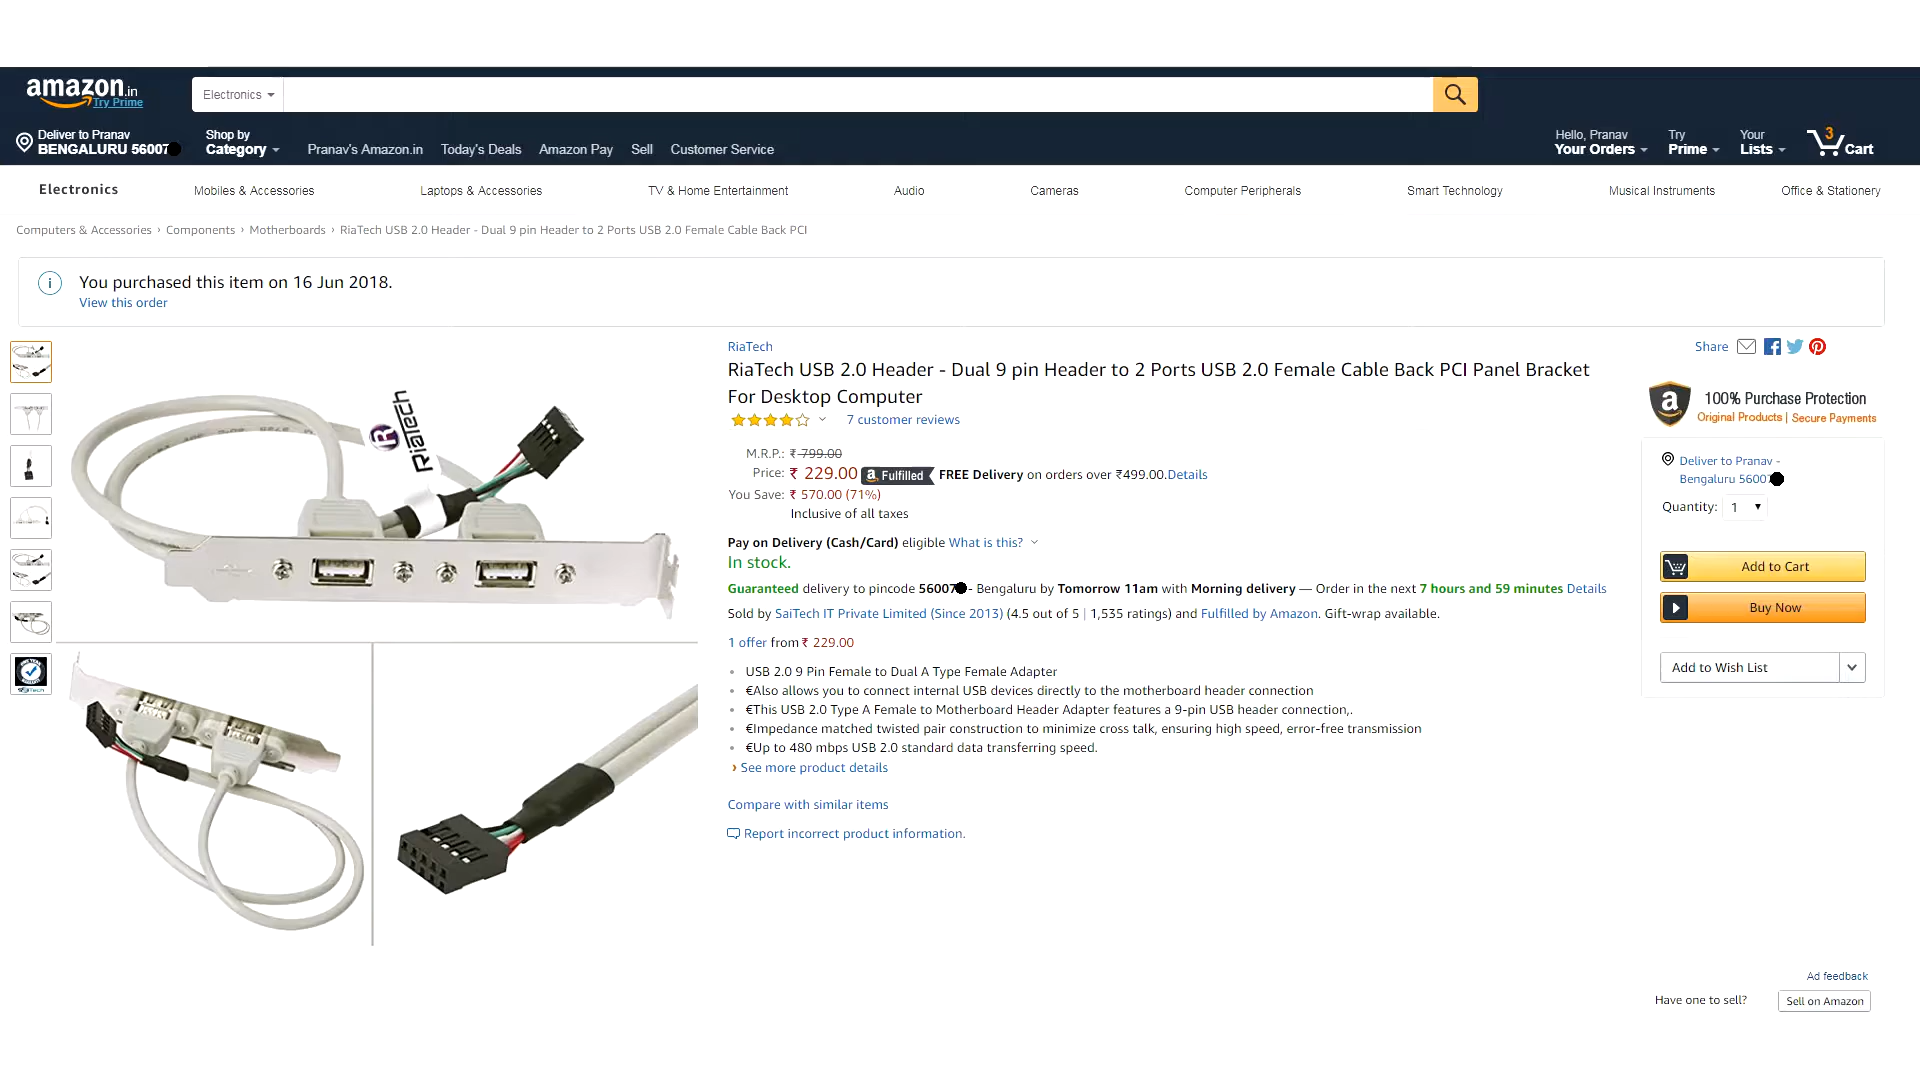 amazon.in
Try Prime
Electronics
Deliver to Pranav
BENGALURU 56007
Shop by
Category
Pranav's Amazon.in
Today's Deals
Amazon Pay
Sell
Customer Service
Hello, Pranav
Your Orders
Try
Prime
Your
Lists
3
Cart
Electronics
Mobiles & Accessories
Laptops & Accessories
TV & Home Entertainment
Audio
Cameras
Computer Peripherals
Smart Technology
Musical Instruments
Office & Stationery
Computers & Accessories › Components › Motherboards › RiaTech USB 2.0 Header - Dual 9 pin Header to 2 Ports USB 2.0 Female Cable Back PCI
i
You purchased this item on 16 Jun 2018.
View this order
R RiaTech
RiaTech
RiaTech USB 2.0 Header - Dual 9 pin Header to 2 Ports USB 2.0 Female Cable Back PCI Panel Bracket
For Desktop Computer
7 customer reviews
M.R.P.: ₹ 799.00
Price: ₹ 229.00 a Fulfilled FREE Delivery on orders over ₹499.00.Details
You Save: ₹ 570.00 (71%)
Inclusive of all taxes
Pay on Delivery (Cash/Card) eligible What is this?
In stock.
Guaranteed delivery to pincode 56007 - Bengaluru by Tomorrow 11am with Morning delivery — Order in the next 7 hours and 59 minutes Details
Sold by SaiTech IT Private Limited (Since 2013) (4.5 out of 5 | 1,535 ratings) and Fulfilled by Amazon. Gift-wrap available.
1 offer from ₹ 229.00
• USB 2.0 9 Pin Female to Dual A Type Female Adapter
• €Also allows you to connect internal USB devices directly to the motherboard header connection
• €This USB 2.0 Type A Female to Motherboard Header Adapter features a 9-pin USB header connection,.
• €Impedance matched twisted pair construction to minimize cross talk, ensuring high speed, error-free transmission
• €Up to 480 mbps USB 2.0 standard data transferring speed.
› See more product details
Compare with similar items
Report incorrect product information.
Share
a 100% Purchase Protection
Original Products | Secure Payments
Deliver to Pranav -
Bengaluru 5600
Quantity: 1
Add to Cart
Buy Now
Add to Wish List
Ad feedback
Have one to sell?
Sell on Amazon